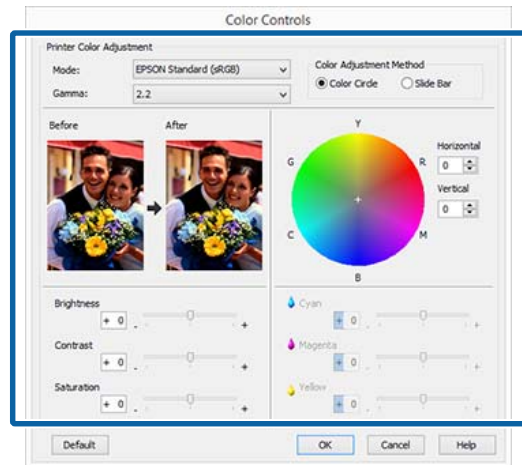 Color Controls
Printer Color Adjustment
Mode: EPSON Standard (sRGB)
Gamma: 2.2
Color Adjustment Method
Color Circle Slide Bar
Before After
Y
G R
C M
B
Horizontal
0
Vertical
0
Brightness
+ 0 - +
Contrast
+ 0 - +
Saturation
+ 0 - +
Cyan
+ 0 - +
Magenta
+ 0 - +
Yellow
+ 0 - +
Default OK Cancel Help